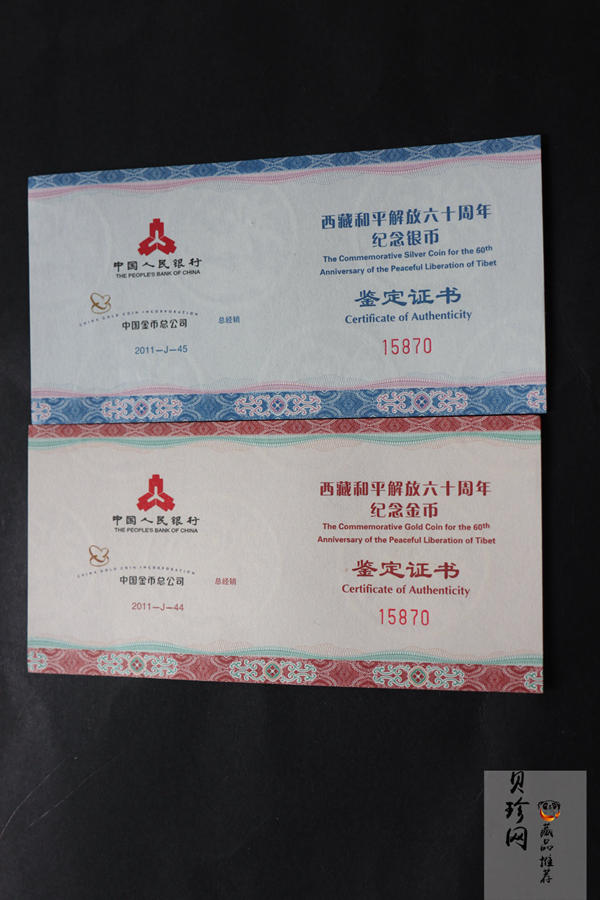 中国人民银行
THE PEOPLE'S BANK OF CHINA
CHINA GOLD COIN INCORPORATION
中国金币总公司
总经销
2011—J—45
西藏和平解放六十周年
纪念银币
The Commemorative Silver Coin for the 60th
Anniversary of the Peaceful Liberation of Tibet
鉴定证书
Certificate of Authenticity
15870
中国人民银行
THE PEOPLE'S BANK OF CHINA
CHINA GOLD COIN INCORPORATION
中国金币总公司
总经销
2011—J—44
西藏和平解放六十周年
纪念金币
The Commemorative Gold Coin for the 60th
Anniversary of the Peaceful Liberation of Tibet
鉴定证书
Certificate of Authenticity
15870
贝珍网
藏品推荐